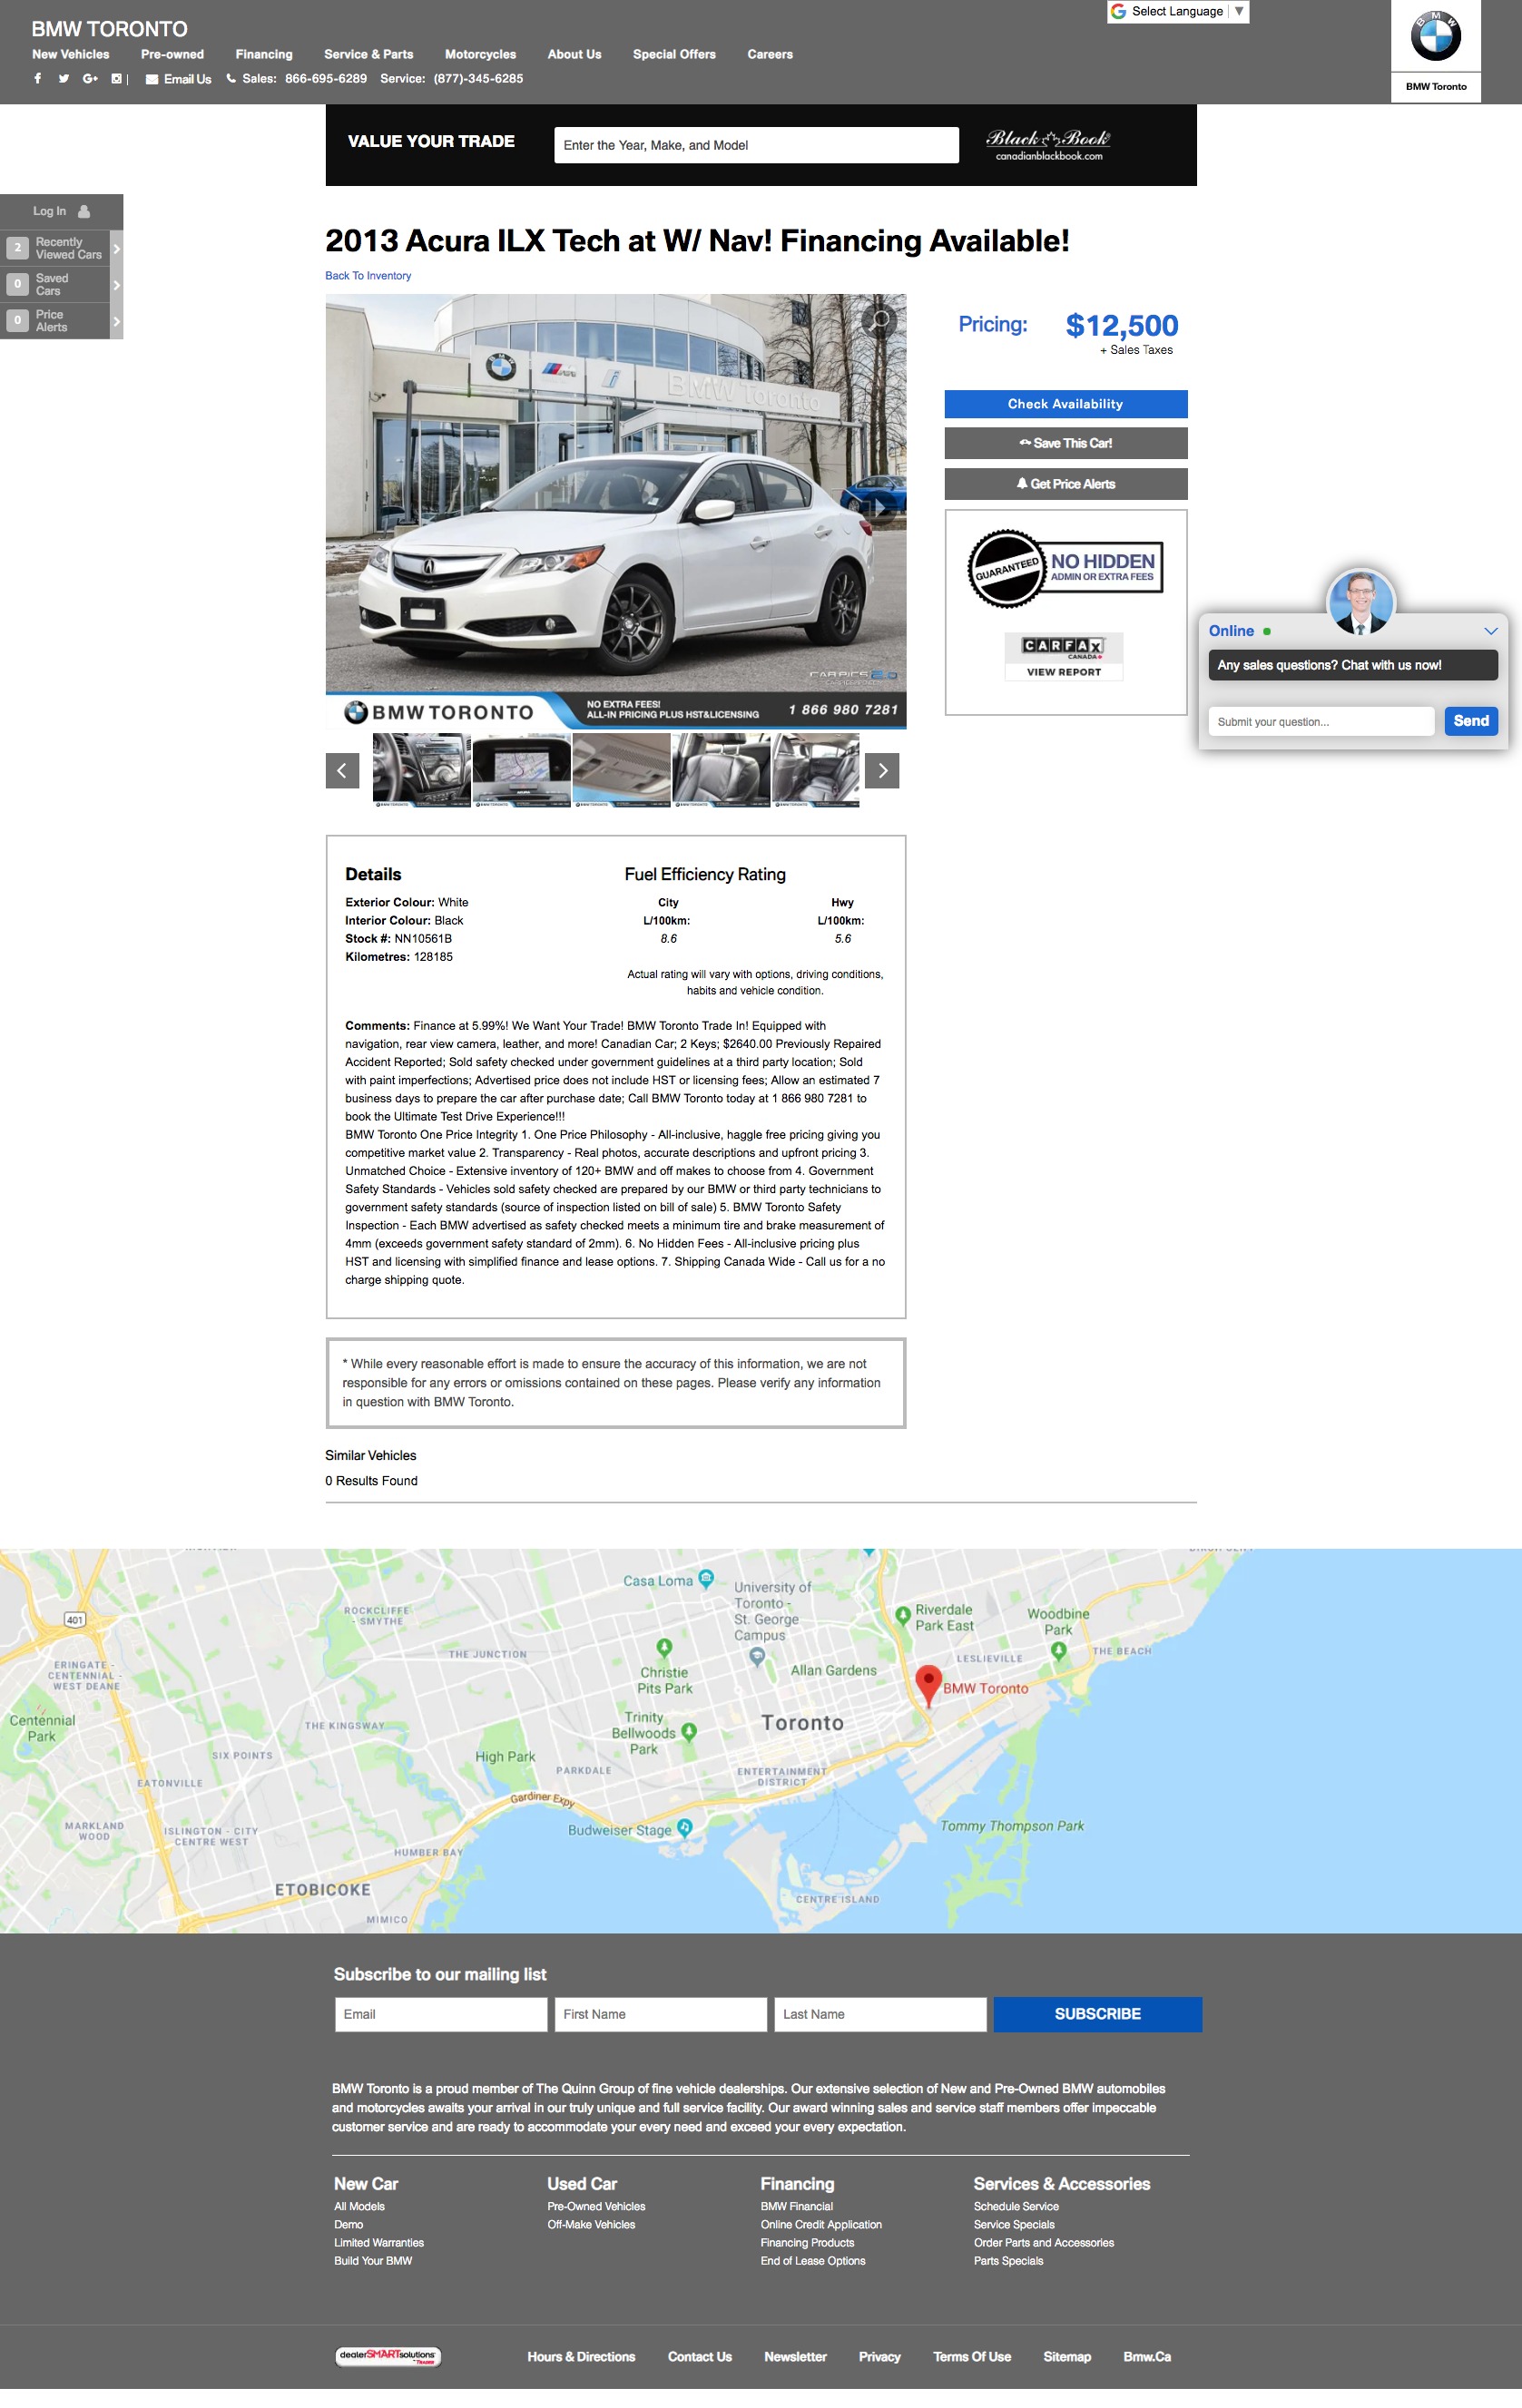 Select Language ▼
BMW TORONTO
BMW Toronto
New Vehicles Pre-owned Financing Service & Parts Motorcycles About Us Special Offers Careers
Email Us Sales: 866-695-6289 Service: (877)-345-6285
VALUE YOUR TRADE
Enter the Year, Make, and Model
Black Book
canadianblackbook.com
Log In
2 Recently
Viewed Cars
0 Saved
Cars
0 Price
Alerts
2013 Acura ILX Tech at W/ Nav! Financing Available!
Back To Inventory
BMW Toronto
CARPICS
BMW TORONTO
NO EXTRA FEES!
ALL-IN PRICING PLUS HST&LICENSING
1 866 980 7281
Pricing: $12,500
+ Sales Taxes
Check Availability
Save This Car!
Get Price Alerts
GUARANTEED
NO HIDDEN
ADMIN OR EXTRA FEES
CARFAX
CANADA
VIEW REPORT
Online
Any sales questions? Chat with us now!
Submit your question...
Send
Details
Exterior Colour: White
Interior Colour: Black
Stock #: NN10561B
Kilometres: 128185
Fuel Efficiency Rating
City Hwy
L/100km: L/100km:
8.6 5.6
Actual rating will vary with options, driving conditions,
habits and vehicle condition.
Comments: Finance at 5.99%! We Want Your Trade! BMW Toronto Trade In! Equipped with
navigation, rear view camera, leather, and more! Canadian Car; 2 Keys; $2640.00 Previously Repaired
Accident Reported; Sold safety checked under government guidelines at a third party location; Sold
with paint imperfections; Advertised price does not include HST or licensing fees; Allow an estimated 7
business days to prepare the car after purchase date; Call BMW Toronto today at 1 866 980 7281 to
book the Ultimate Test Drive Experience!!!
BMW Toronto One Price Integrity 1. One Price Philosophy - All-inclusive, haggle free pricing giving you
competitive market value 2. Transparency - Real photos, accurate descriptions and upfront pricing 3.
Unmatched Choice - Extensive inventory of 120+ BMW and off makes to choose from 4. Government
Safety Standards - Vehicles sold safety checked are prepared by our BMW or third party technicians to
government safety standards (source of inspection listed on bill of sale) 5. BMW Toronto Safety
Inspection - Each BMW advertised as safety checked meets a minimum tire and brake measurement of
4mm (exceeds government safety standard of 2mm). 6. No Hidden Fees - All-inclusive pricing plus
HST and licensing with simplified finance and lease options. 7. Shipping Canada Wide - Call us for a no
charge shipping quote.
* While every reasonable effort is made to ensure the accuracy of this information, we are not
responsible for any errors or omissions contained on these pages. Please verify any information
in question with BMW Toronto.
Similar Vehicles
0 Results Found
Casa Loma
University of
Toronto -
St. George
Campus
ROCKCLIFFE
- SMYTHE
401
Riverdale
Park East
Woodbine
Park
THE JUNCTION
THE BEACH
LESLIEVILLE
ERINGATE -
CENTENNIAL -
WEST DEANE
Christie
Pits Park
Allan Gardens
BMW Toronto
Centennial
Park
THE KINGSWAY
Trinity
Bellwoods
Park
Toronto
SIX POINTS
High Park
PARKDALE
ENTERTAINMENT
DISTRICT
EATONVILLE
Gardiner Expy
MARKLAND
WOOD
ISLINGTON - CITY
CENTRE WEST
Budweiser Stage
Tommy Thompson Park
HUMBER BAY
ETOBICOKE
CENTRE ISLAND
MIMICO
Subscribe to our mailing list
Email First Name Last Name SUBSCRIBE
BMW Toronto is a proud member of The Quinn Group of fine vehicle dealerships. Our extensive selection of New and Pre-Owned BMW automobiles
and motorcycles awaits your arrival in our truly unique and full service facility. Our award winning sales and service staff members offer impeccable
customer service and are ready to accommodate your every need and exceed your every expectation.
New Car
All Models
Demo
Limited Warranties
Build Your BMW
Used Car
Pre-Owned Vehicles
Off-Make Vehicles
Financing
BMW Financial
Online Credit Application
Financing Products
End of Lease Options
Services & Accessories
Schedule Service
Service Specials
Order Parts and Accessories
Parts Specials
dealerSMARTsolutions
Hours & Directions Contact Us Newsletter Privacy Terms Of Use Sitemap Bmw.Ca